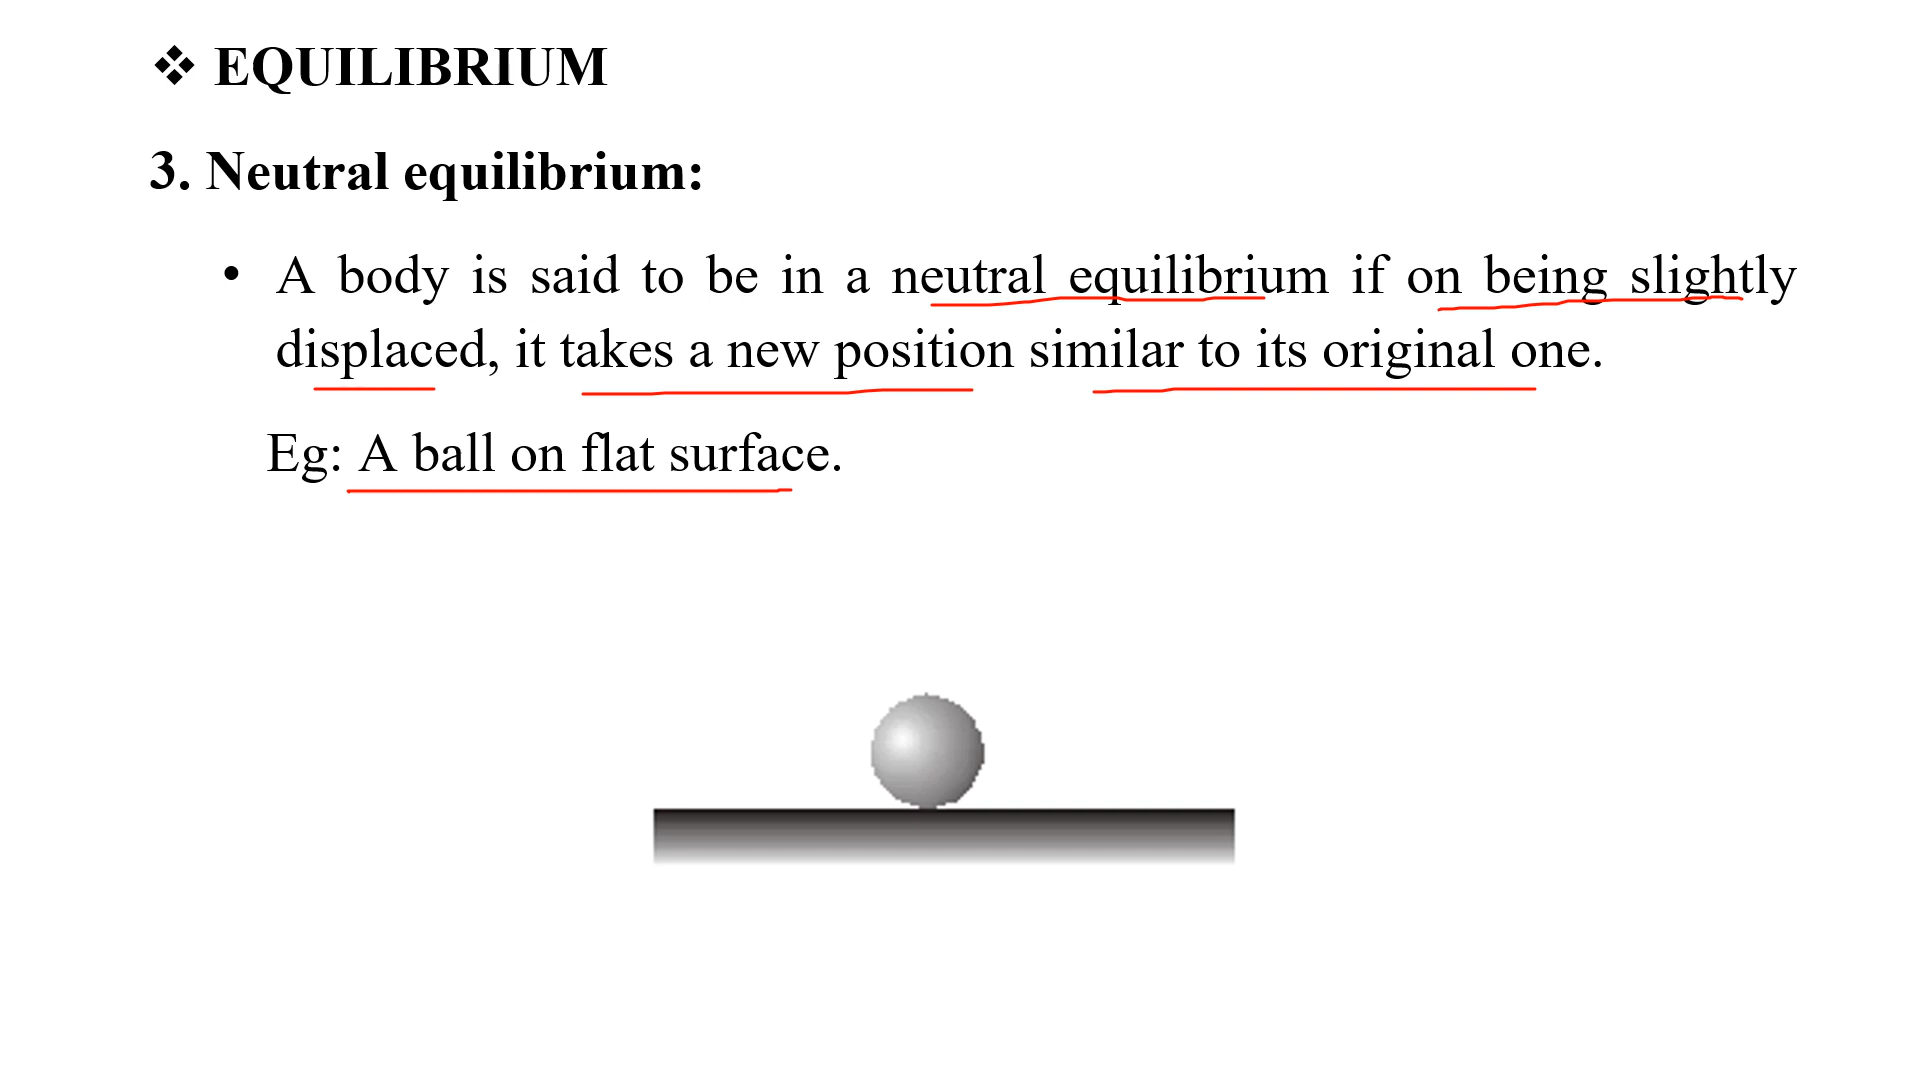 ❖ EQUILIBRIUM
3. Neutral equilibrium:
• A body is said to be in a neutral equilibrium if on being slightly
displaced, it takes a new position similar to its original one.
Eg: A ball on flat surface.